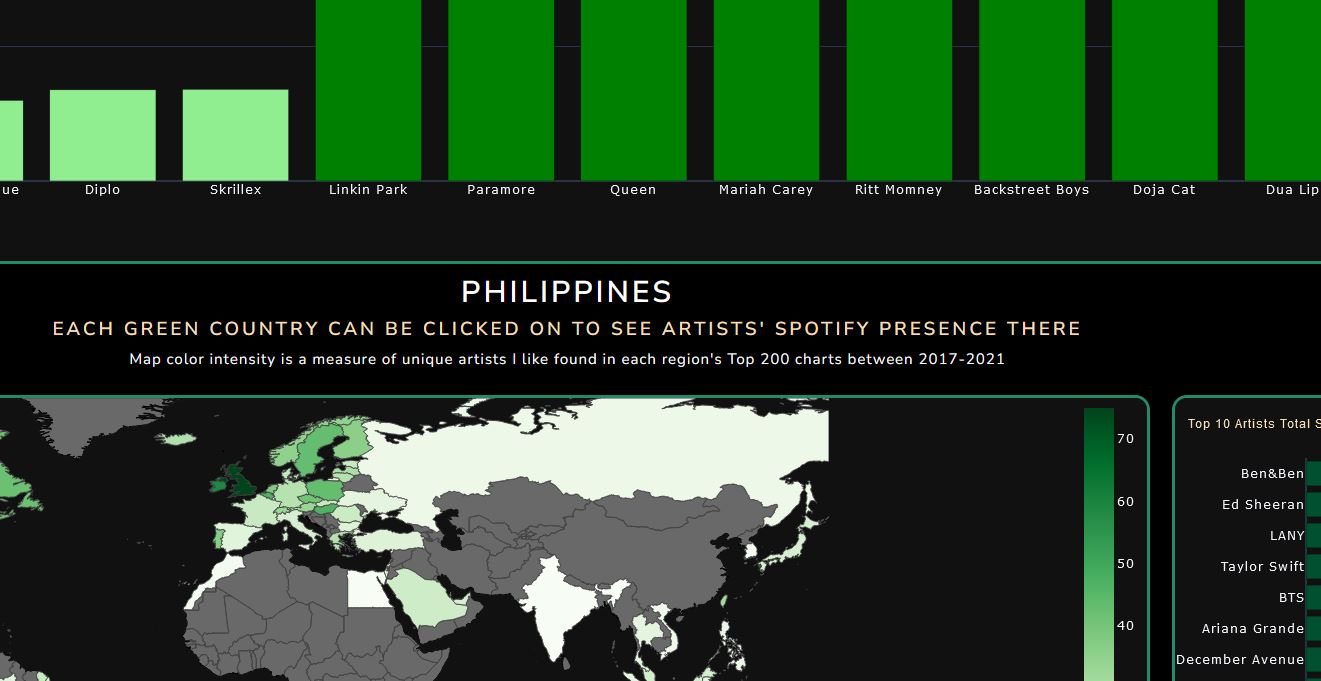 ue Diplo Skrillex Linkin Park Paramore Queen Mariah Carey Ritt Momney Backstreet Boys Doja Cat Dua Lip
PHILIPPINES
EACH GREEN COUNTRY CAN BE CLICKED ON TO SEE ARTISTS' SPOTIFY PRESENCE THERE
Map color intensity is a measure of unique artists I like found in each region's Top 200 charts between 2017-2021
70
60
50
40
Top 10 Artists Total S
Ben&Ben
Ed Sheeran
LANY
Taylor Swift
BTS
Ariana Grande
December Avenue